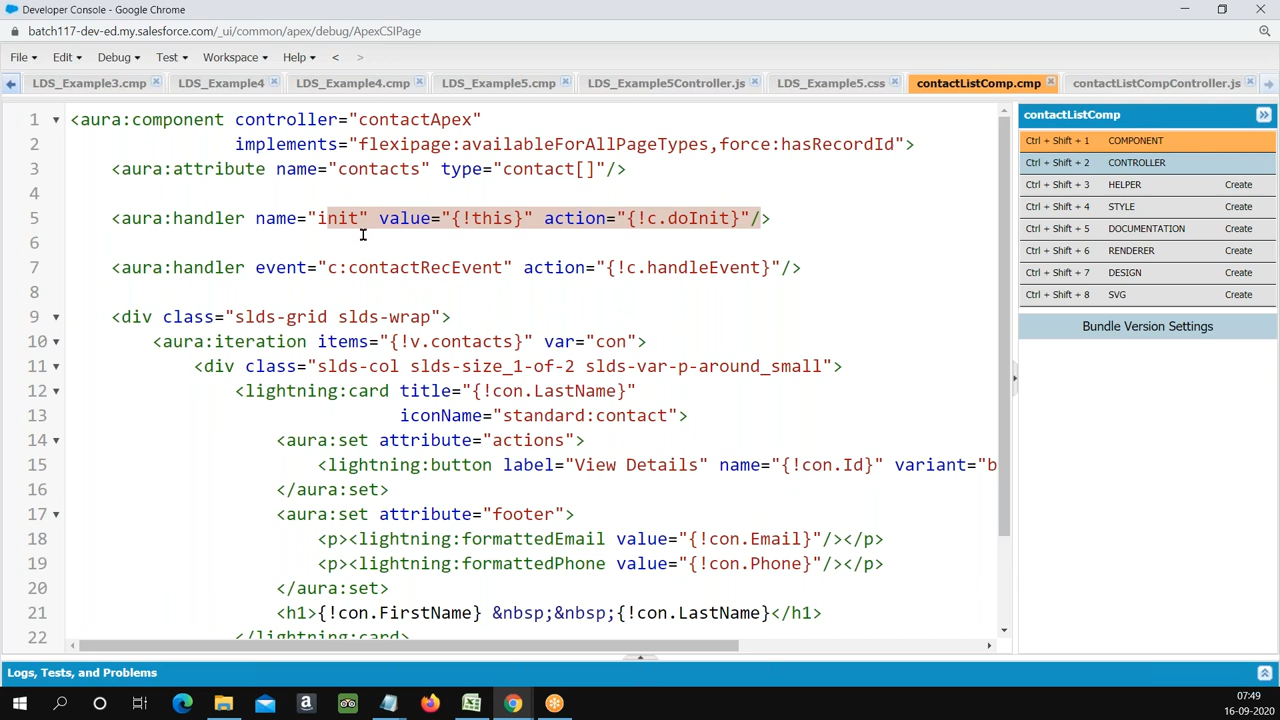 Developer Console - Google Chrome
batch117-dev-ed.my.salesforce.com/_ui/common/apex/debug/ApexCSIPage
File Edit Debug Test Workspace Help < >
LDS_Example3.cmp LDS_Example4 LDS_Example4.cmp LDS_Example5.cmp LDS_Example5Controller.js LDS_Example5.css contactListComp.cmp contactListCompController.js
1 <aura:component controller="contactApex"
2 implements="flexipage:availableForAllPageTypes,force:hasRecordId">
3 <aura:attribute name="contacts" type="contact[]"/>
4
5 <aura:handler name="init" value="{!this}" action="{!c.doInit}"/>
6
7 <aura:handler event="c:contactRecEvent" action="{!c.handleEvent}"/>
8
9 <div class="slds-grid slds-wrap">
10 <aura:iteration items="{!v.contacts}" var="con">
11 <div class="slds-col slds-size_1-of-2 slds-var-p-around_small">
12 <lightning:card title="{!con.LastName}"
13 iconName="standard:contact">
14 <aura:set attribute="actions">
15 <lightning:button label="View Details" name="{!con.Id}" variant="b
16 </aura:set>
17 <aura:set attribute="footer">
18 <p><lightning:formattedEmail value="{!con.Email}"/></p>
19 <p><lightning:formattedPhone value="{!con.Phone}"/></p>
20 </aura:set>
21 <h1>{!con.FirstName} &nbsp;&nbsp;{!con.LastName}</h1>
22 </lightning:card>
contactListComp
Ctrl + Shift + 1 COMPONENT
Ctrl + Shift + 2 CONTROLLER
Ctrl + Shift + 3 HELPER Create
Ctrl + Shift + 4 STYLE Create
Ctrl + Shift + 5 DOCUMENTATION Create
Ctrl + Shift + 6 RENDERER Create
Ctrl + Shift + 7 DESIGN Create
Ctrl + Shift + 8 SVG Create
Bundle Version Settings
Logs, Tests, and Problems
07:49
16-09-2020